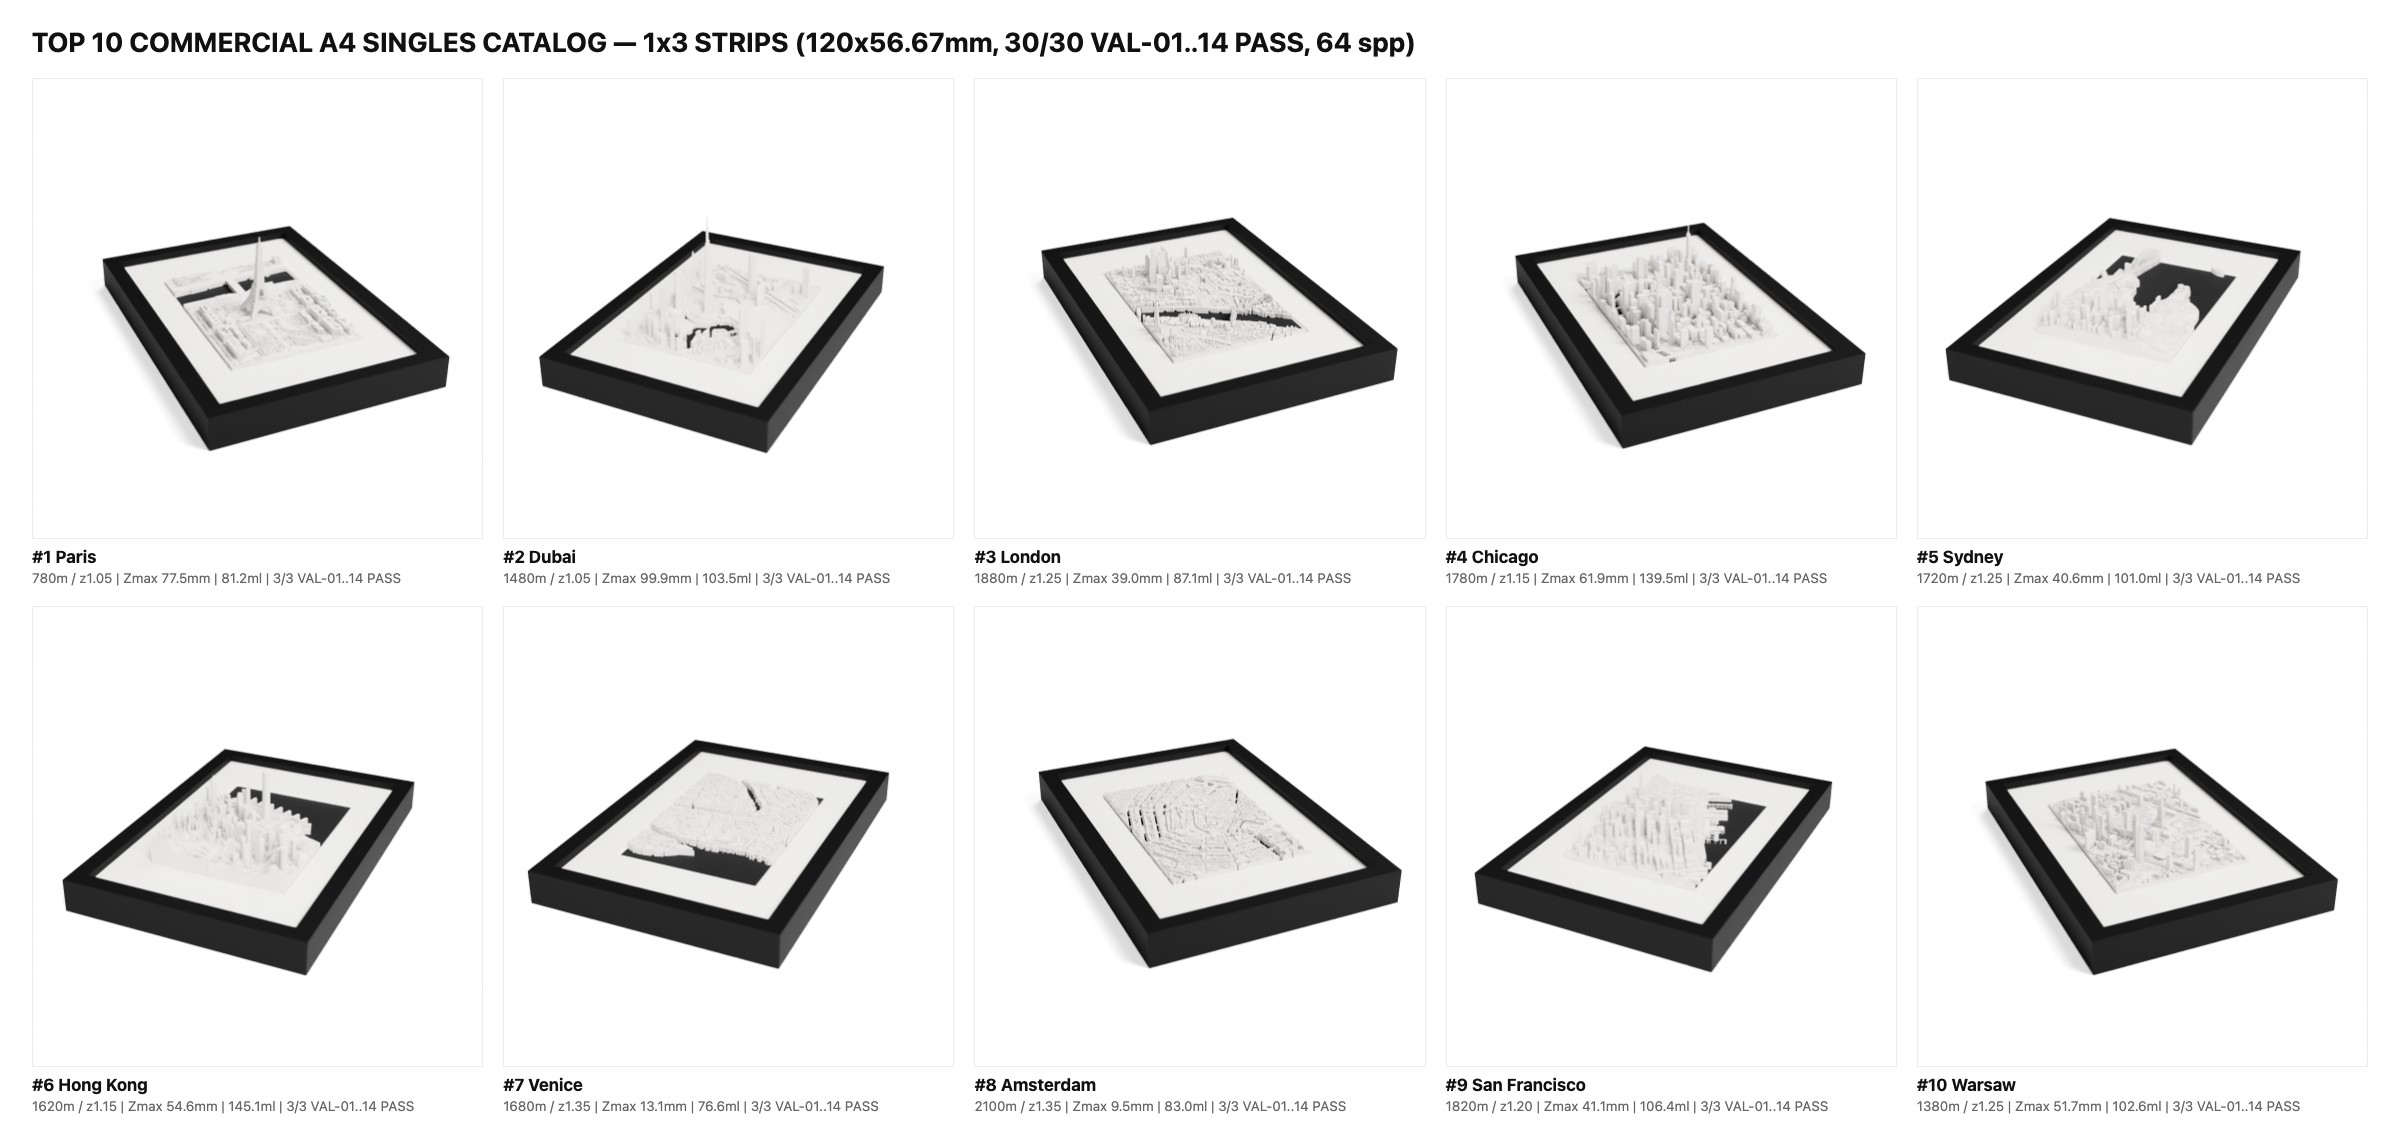 TOP 10 COMMERCIAL A4 SINGLES CATALOG — 1x3 STRIPS (120x56.67mm, 30/30 VAL-01..14 PASS, 64 spp)
#1 Paris
780m / z1.05 | Zmax 77.5mm | 81.2ml | 3/3 VAL-01..14 PASS
#2 Dubai
1480m / z1.05 | Zmax 99.9mm | 103.5ml | 3/3 VAL-01..14 PASS
#3 London
1880m / z1.25 | Zmax 39.0mm | 87.1ml | 3/3 VAL-01..14 PASS
#4 Chicago
1780m / z1.15 | Zmax 61.9mm | 139.5ml | 3/3 VAL-01..14 PASS
#5 Sydney
1720m / z1.25 | Zmax 40.6mm | 101.0ml | 3/3 VAL-01..14 PASS
#6 Hong Kong
1620m / z1.15 | Zmax 54.6mm | 145.1ml | 3/3 VAL-01..14 PASS
#7 Venice
1680m / z1.35 | Zmax 13.1mm | 76.6ml | 3/3 VAL-01..14 PASS
#8 Amsterdam
2100m / z1.35 | Zmax 9.5mm | 83.0ml | 3/3 VAL-01..14 PASS
#9 San Francisco
1820m / z1.20 | Zmax 41.1mm | 106.4ml | 3/3 VAL-01..14 PASS
#10 Warsaw
1380m / z1.25 | Zmax 51.7mm | 102.6ml | 3/3 VAL-01..14 PASS